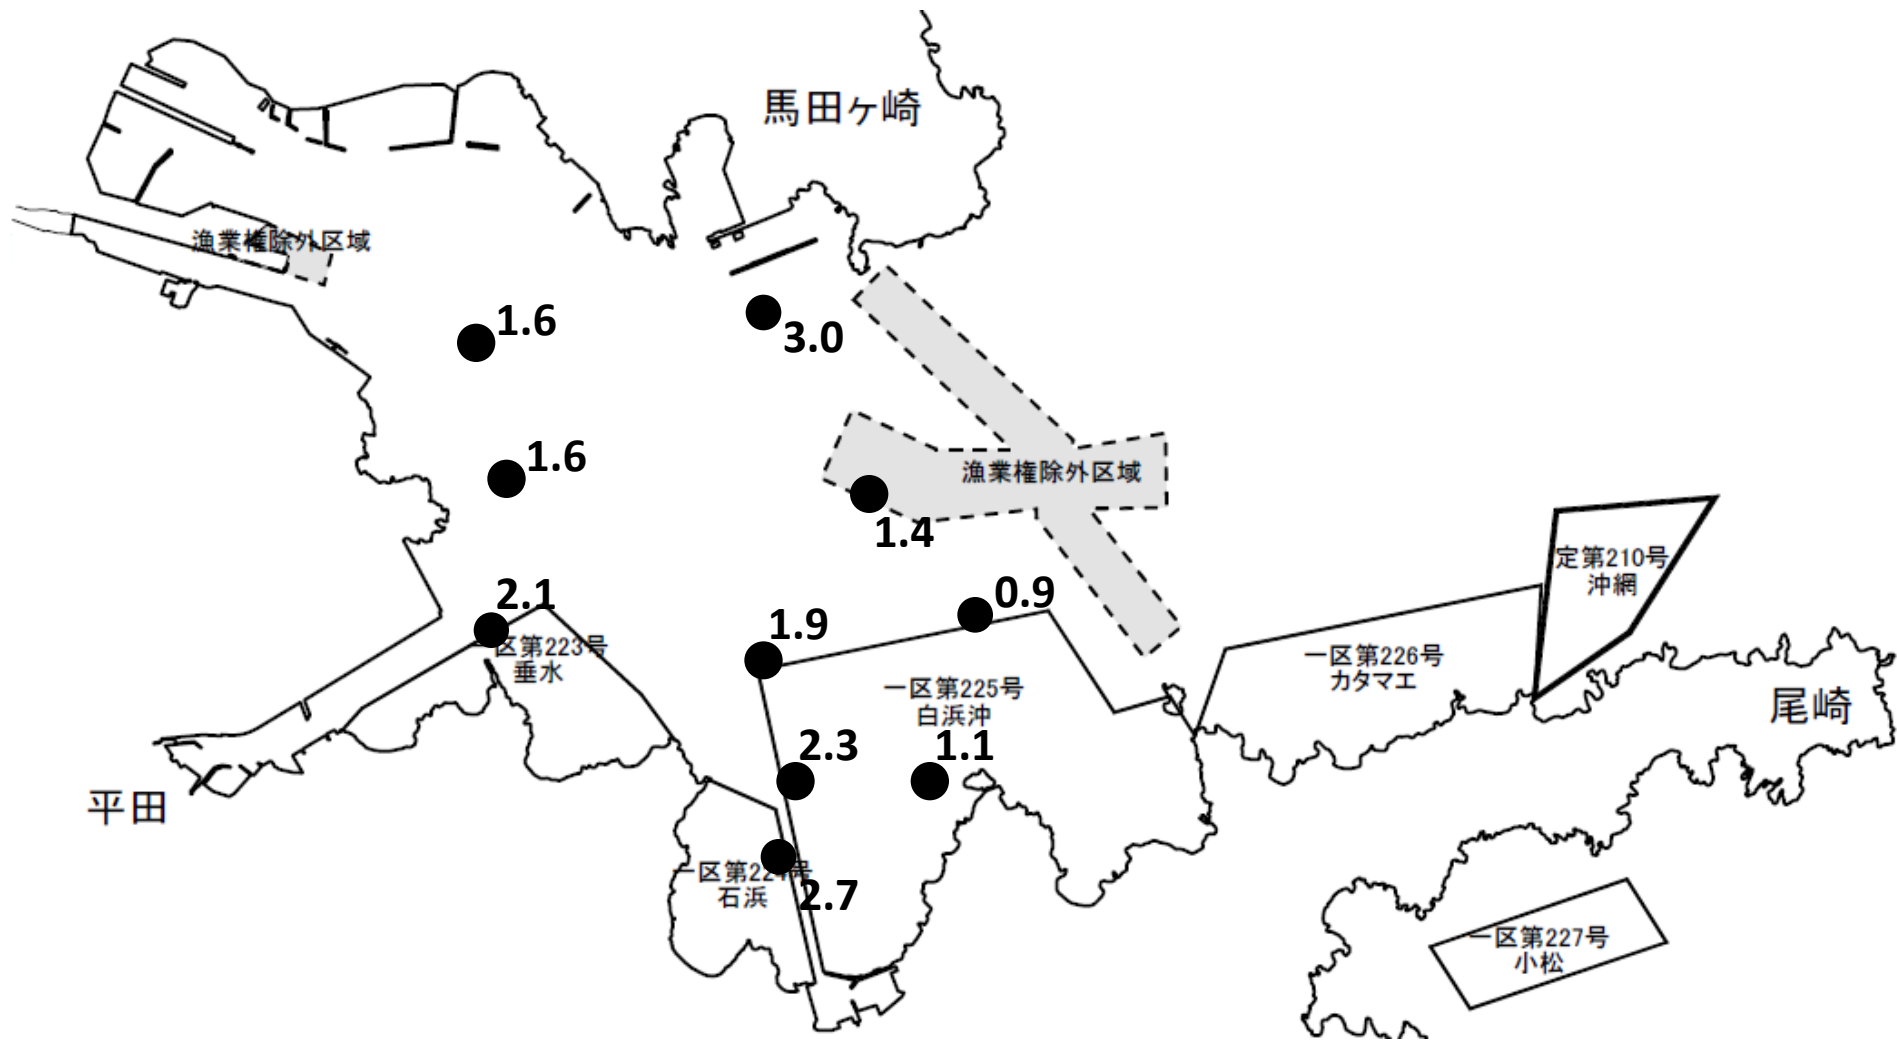 馬田ヶ崎
漁業権除外区域
1.6
3.0
1.6
漁業権除外区域
1.4
定第210号
沖網
2.1
0.9
1.9
一区第223号
垂水
一区第226号
カタマエ
一区第225号
白浜沖
尾崎
2.3
1.1
平田
一区第224号
石浜
2.7
一区第227号
小松